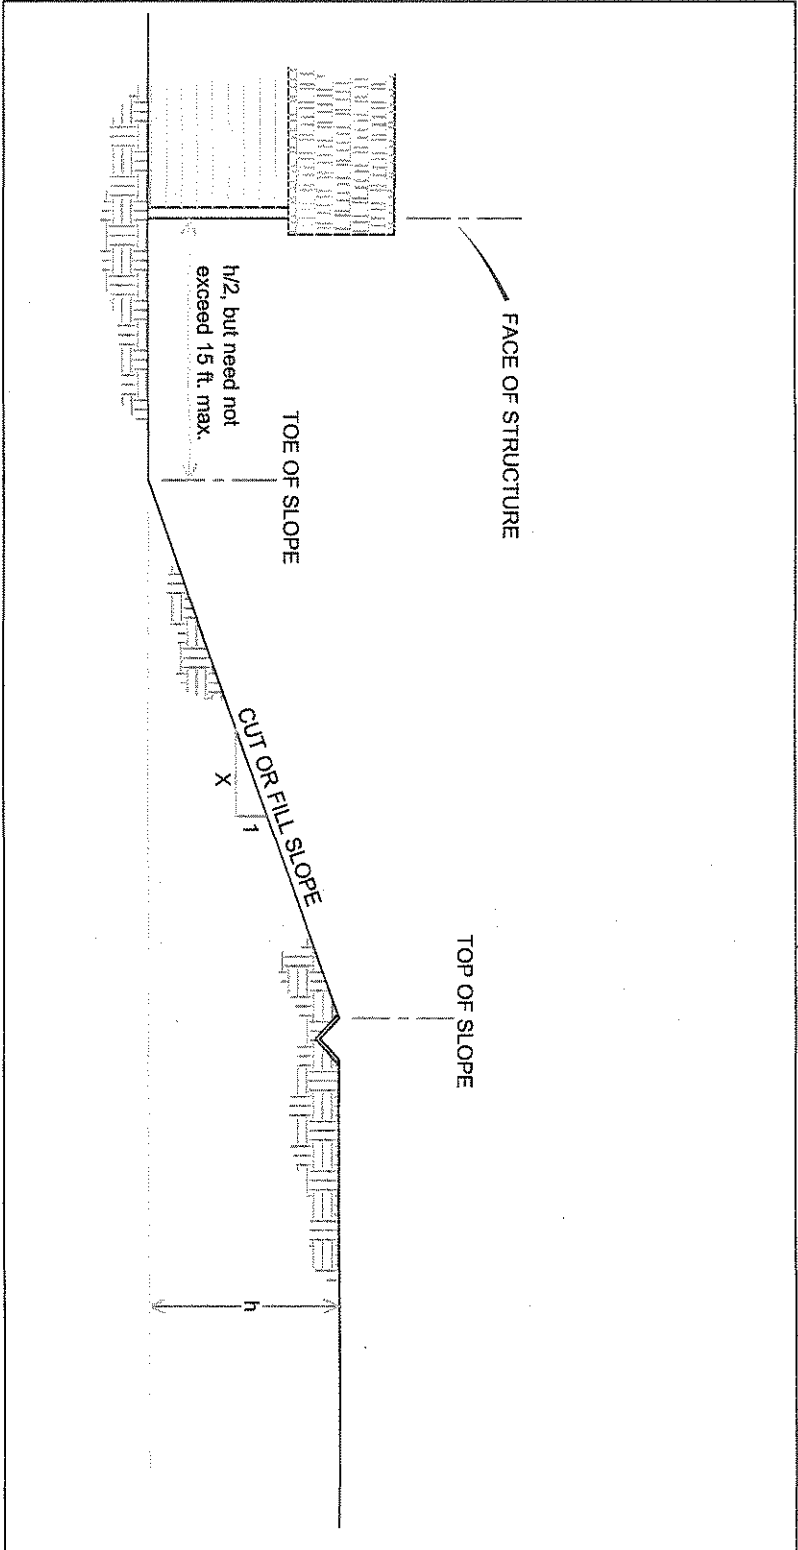 FACE OF STRUCTURE
TOP OF SLOPE
TOE OF SLOPE
h/2, but need not
exceed 15 ft. max.
CUT OR FILL SLOPE
X
1
h